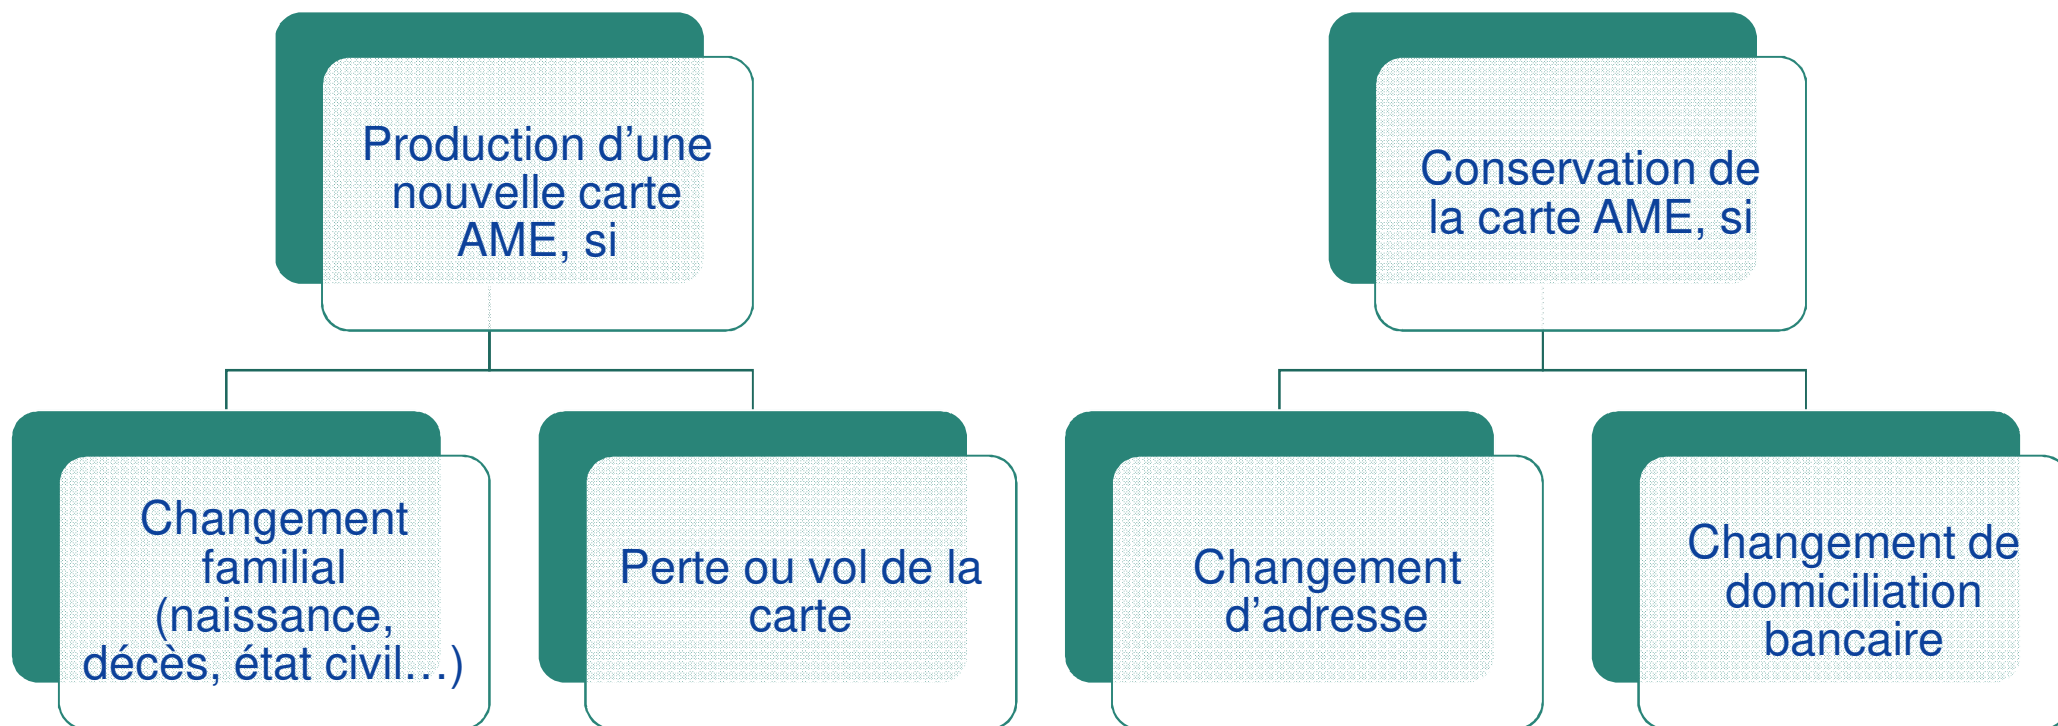 Production d’une
nouvelle carte
AME, si
Conservation de
la carte AME, si
Changement
familial
(naissance,
décès, état civil…)
Perte ou vol de la
carte
Changement
d’adresse
Changement de
domiciliation
bancaire